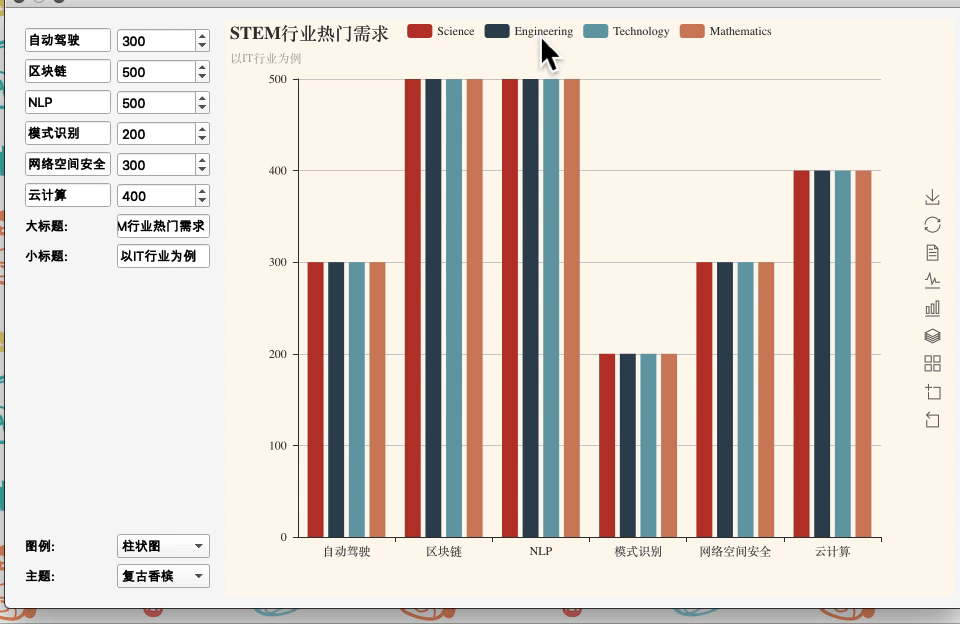 自动驾驶 300
区块链 500
NLP 500
模式识别 200
网络空间安全 300
云计算 400
大标题: M行业热门需求
小标题: 以IT行业为例
图例: 柱状图
主题: 复古香槟
STEM行业热门需求
以IT行业为例
Science Engineering Technology Mathematics
500
400
300
200
100
0
自动驾驶 区块链 NLP 模式识别 网络空间安全 云计算